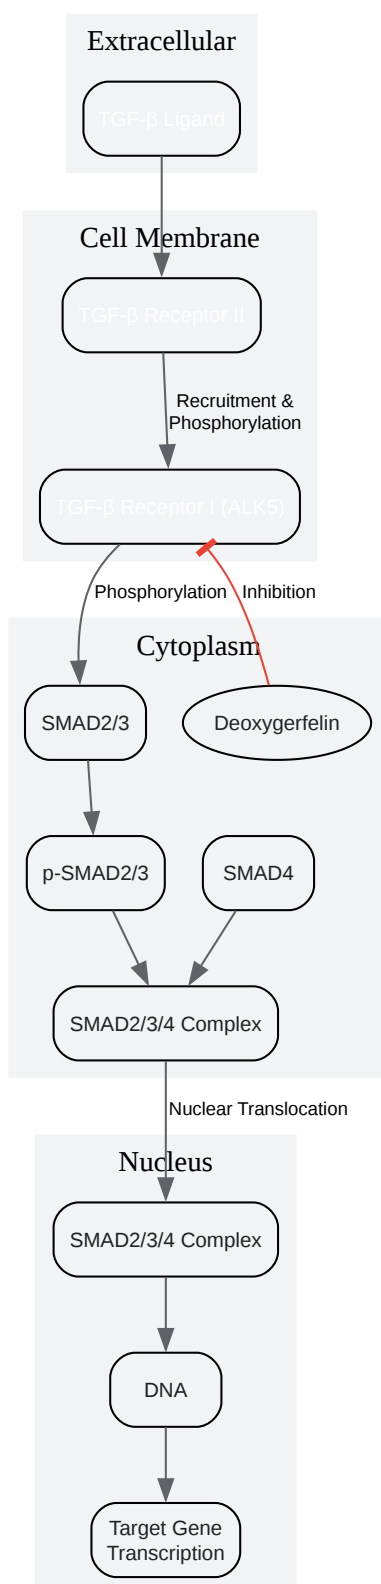 Extracellular
TGF-β Ligand
Cell Membrane
TGF-β Receptor II
Recruitment &
Phosphorylation
TGF-β Receptor I (ALK5)
Phosphorylation
Inhibition
Cytoplasm
SMAD2/3
Deoxygerfelin
p-SMAD2/3
SMAD4
SMAD2/3/4 Complex
Nuclear Translocation
Nucleus
SMAD2/3/4 Complex
DNA
Target Gene
Transcription